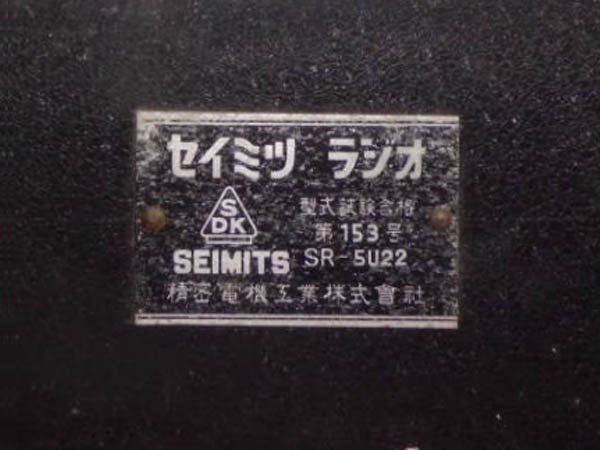 セイミツ ラジオ
SDK
型式試験合格
第153号
SEIMITS SR-5U22
精密電機工業株式會社